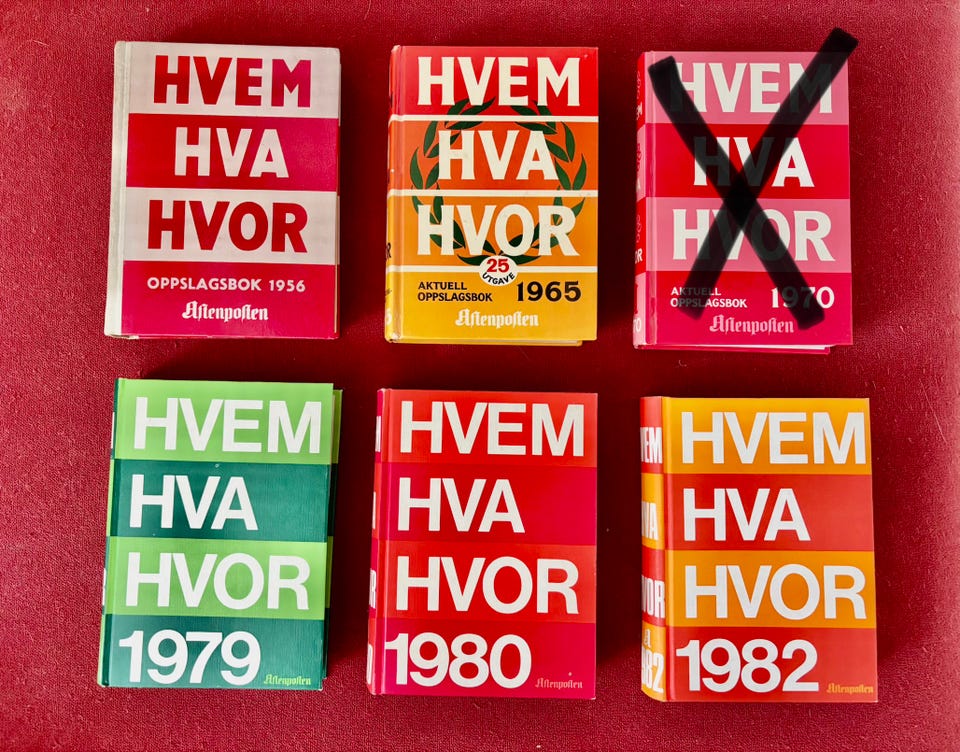 HVEM
HVA
HVOR
OPPSLAGSBOK 1956
Aftenposten
HVEM
HVA
HVOR
25
UTGAVE
AKTUELL
OPPSLAGSBOK 1965
Aftenposten
HVEM
HVA
HVOR
AKTUELL
OPPSLAGSBOK 1970
Aftenposten
HVEM
HVA
HVOR
1979
Aftenposten
HVEM
HVA
HVOR
1980
Aftenposten
HVEM
HVA
HVOR
1982
Aftenposten